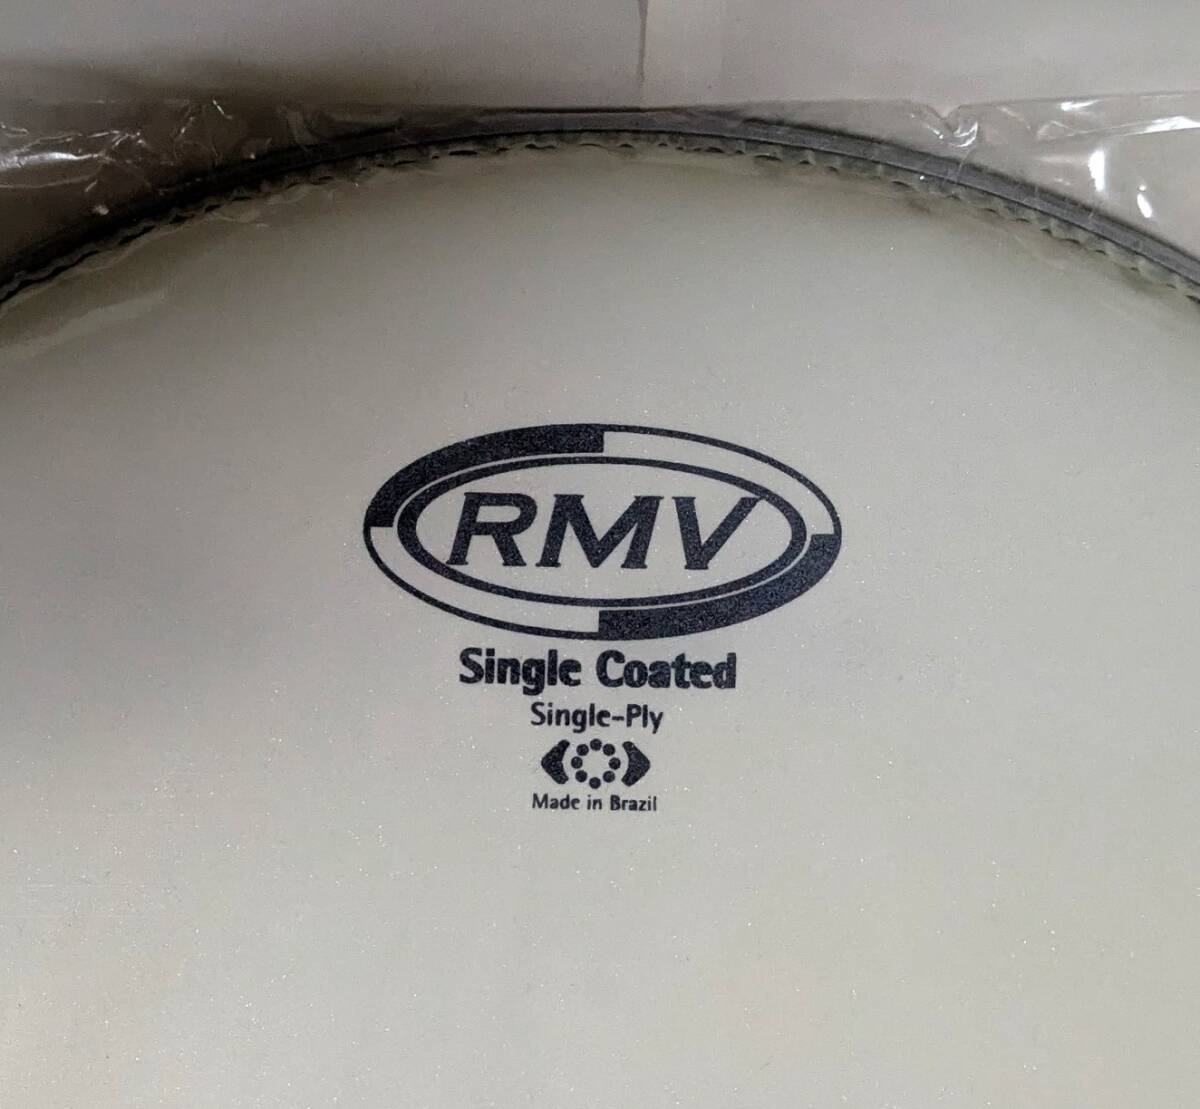 RMV
Single Coated
Single-Ply
Made in Brazil